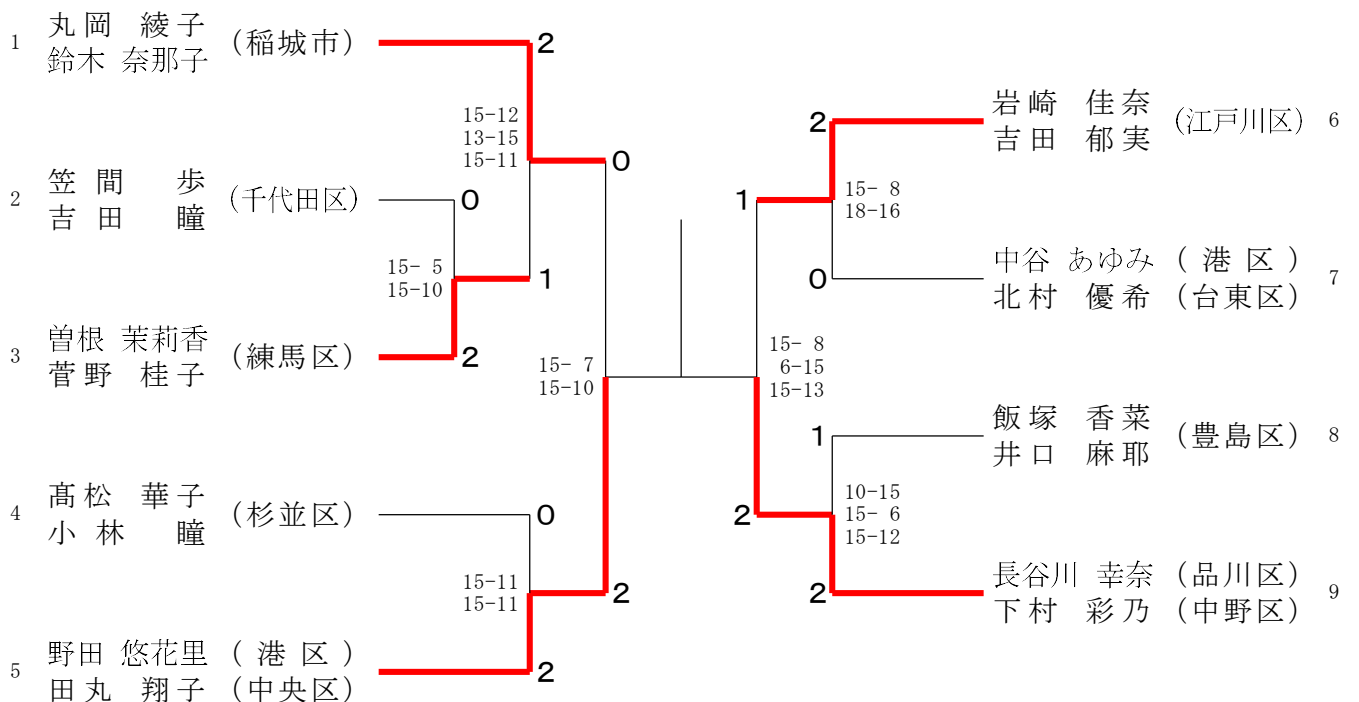 1 丸岡 綾子 (稲城市)
鈴木 奈那子
2
15-12
13-15
15-11
0
2 笠間 歩 (千代田区)
吉田 瞳
0
15- 5
15-10
1
3 曽根 茉莉香 (練馬区)
菅野 桂子
2
15- 7
15-10
4 髙松 華子 (杉並区)
小林 瞳
0
15-11
15-11
2
5 野田 悠花里 (港区)
田丸 翔子 (中央区)
2
岩崎 佳奈 (江戸川区) 6
吉田 郁実
2
1
15- 8
18-16
中谷 あゆみ (港区) 7
北村 優希 (台東区)
0
15- 8
6-15
15-13
飯塚 香菜 (豊島区) 8
井口 麻耶
1
2
10-15
15- 6
15-12
長谷川 幸奈 (品川区) 9
下村 彩乃 (中野区)
2